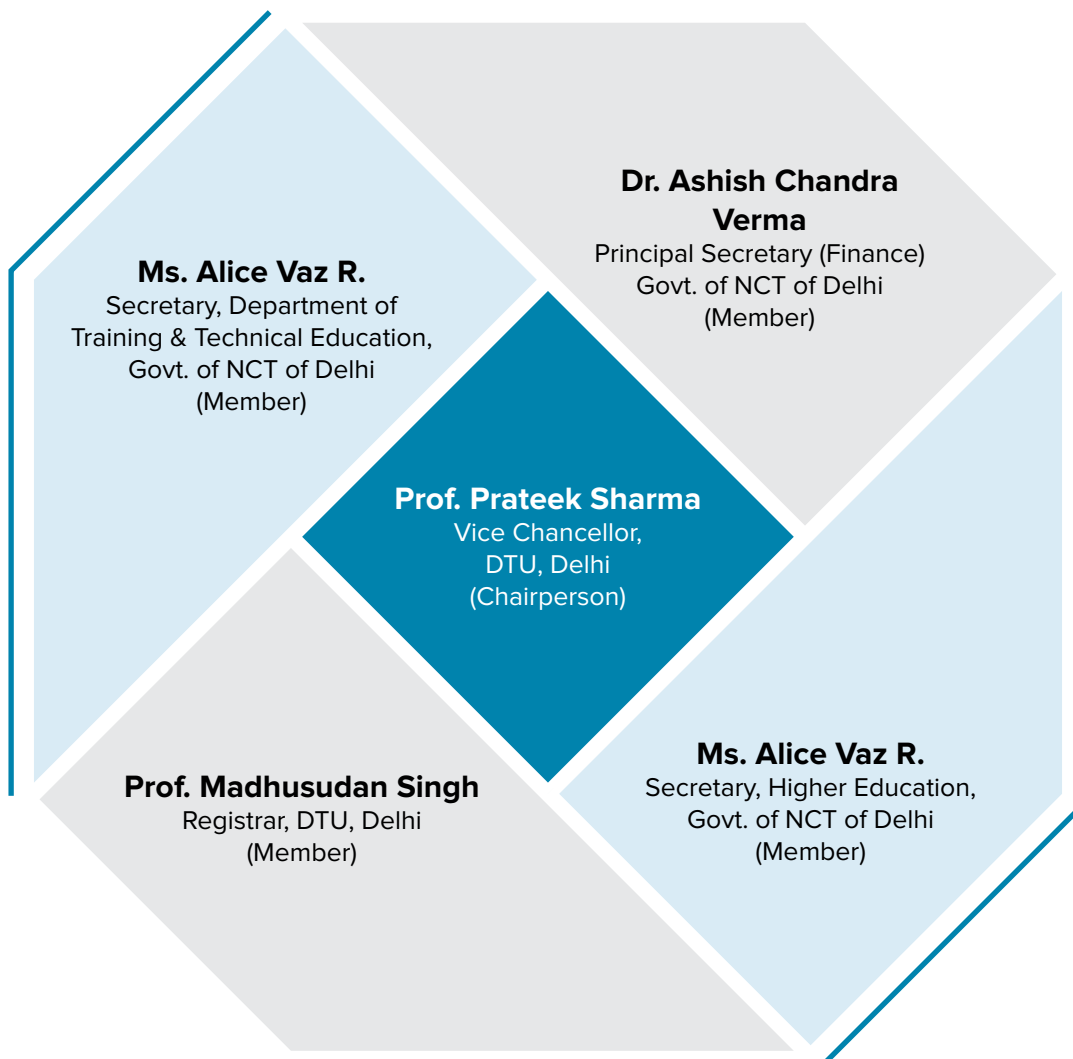 Dr. Ashish Chandra
Verma
Principal Secretary (Finance)
Govt. of NCT of Delhi
(Member)
Ms. Alice Vaz R.
Secretary, Department of
Training & Technical Education,
Govt. of NCT of Delhi
(Member)
Prof. Prateek Sharma
Vice Chancellor,
DTU, Delhi
(Chairperson)
Ms. Alice Vaz R.
Secretary, Higher Education,
Govt. of NCT of Delhi
(Member)
Prof. Madhusudan Singh
Registrar, DTU, Delhi
(Member)